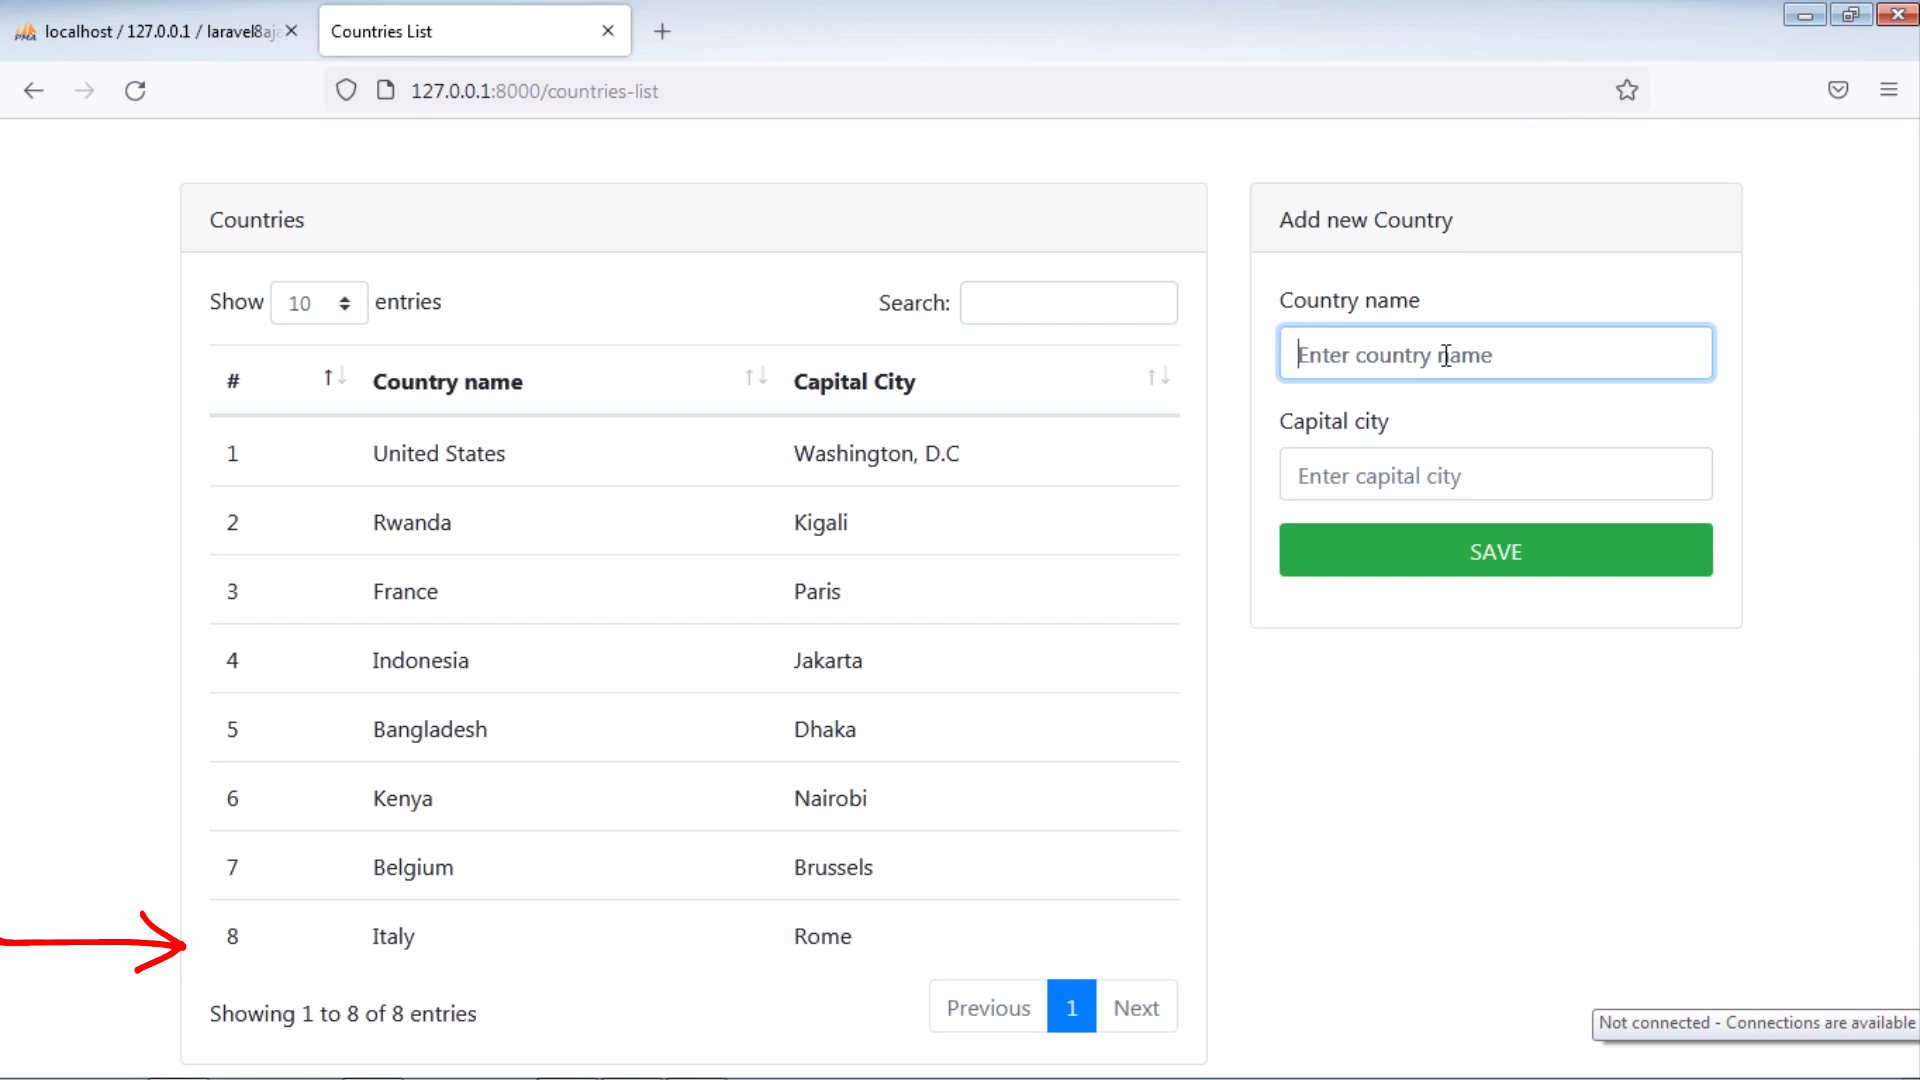 localhost / 127.0.0.1 / laravel8aj
Countries List
127.0.0.1:8000/countries-list
Countries
Show 10 entries
Search:
# Country name Capital City
1 United States Washington, D.C
2 Rwanda Kigali
3 France Paris
4 Indonesia Jakarta
5 Bangladesh Dhaka
6 Kenya Nairobi
7 Belgium Brussels
8 Italy Rome
Showing 1 to 8 of 8 entries
Previous 1 Next
Add new Country
Country name
Enter country name
Capital city
Enter capital city
SAVE
Not connected - Connections are available